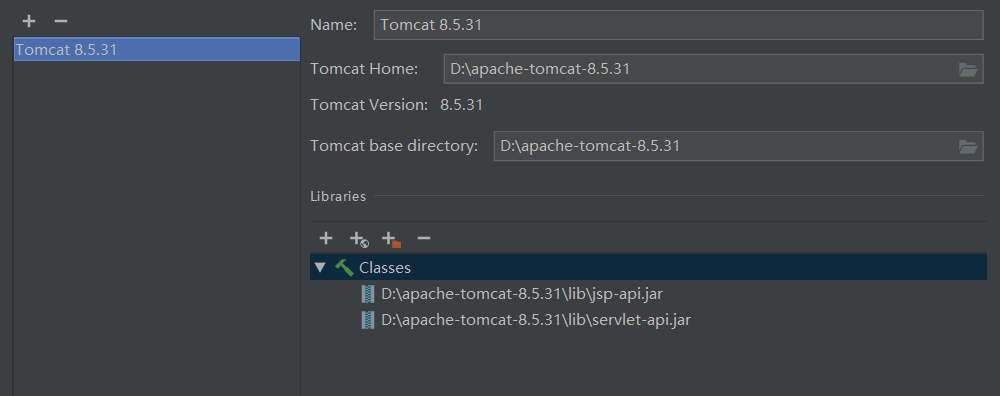 Tomcat 8.5.31
Name: Tomcat 8.5.31
Tomcat Home: D:\apache-tomcat-8.5.31
Tomcat Version: 8.5.31
Tomcat base directory: D:\apache-tomcat-8.5.31
Libraries
Classes
D:\apache-tomcat-8.5.31\lib\jsp-api.jar
D:\apache-tomcat-8.5.31\lib\servlet-api.jar